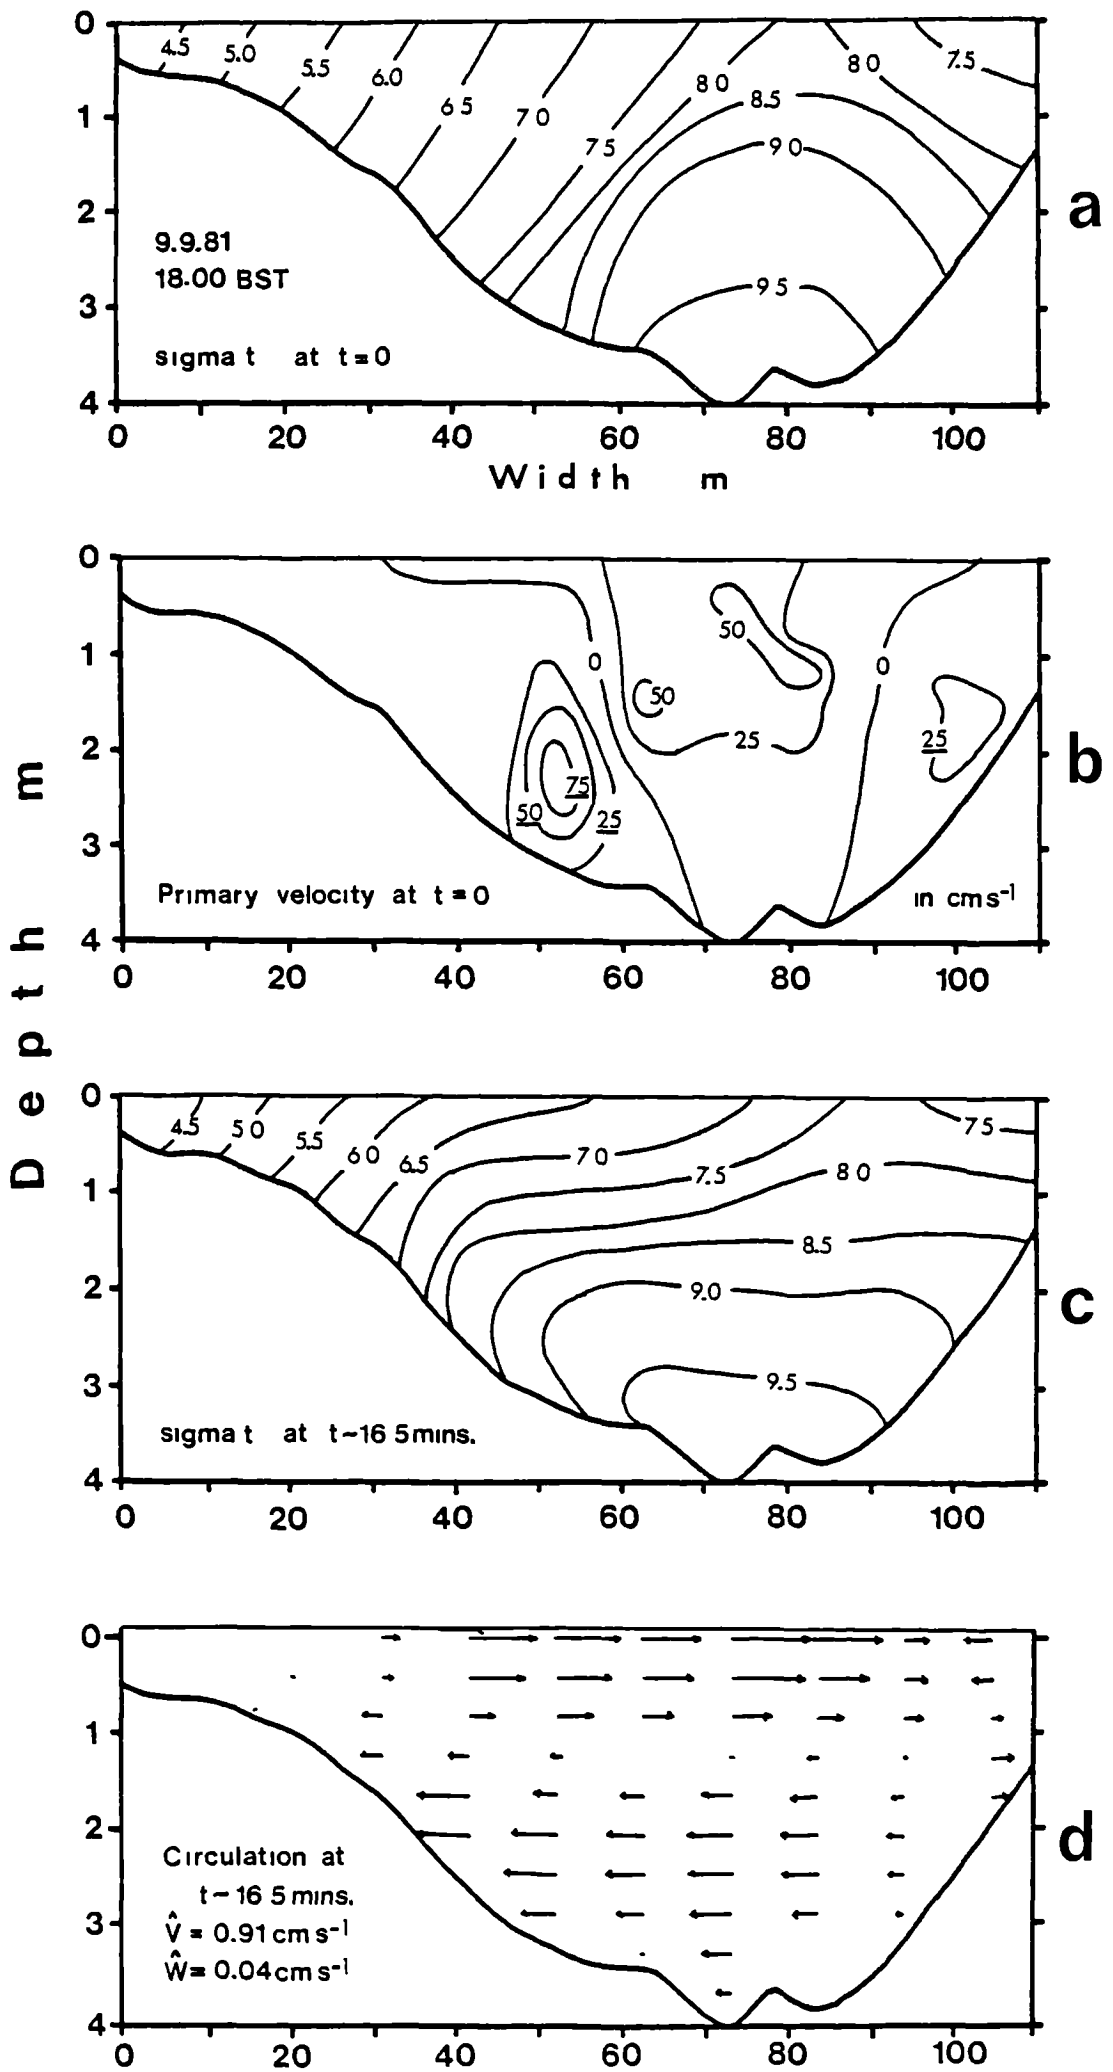 0 4.5 5.0 5.5 6.0 6 5 7 0 7 5 8 0 8.5 9 0 8 0 7.5
1
2
3
4
9.5
9.9.81
18.00 BST
sigma t at t=0
a
0 20 40 60 80 100
Width m
0
1
2
3
4
50
0
50
25
0
25
75
50
25
Primary velocity at t=0
in cm s-1
b
0 20 40 60 80 100
Depth m
0
1
2
3
4
4.5 5 0 5.5 6 0 6.5 7 0 7.5 8 0 7 5
8.5
9.0
9.5
sigma t at t~16 5mins.
c
0 20 40 60 80 100
0
1
2
3
4
Circulation at
t~16 5mins.
V̂ = 0.91 cm s-1
Ŵ = 0.04 cm s-1
d
0 20 40 60 80 100